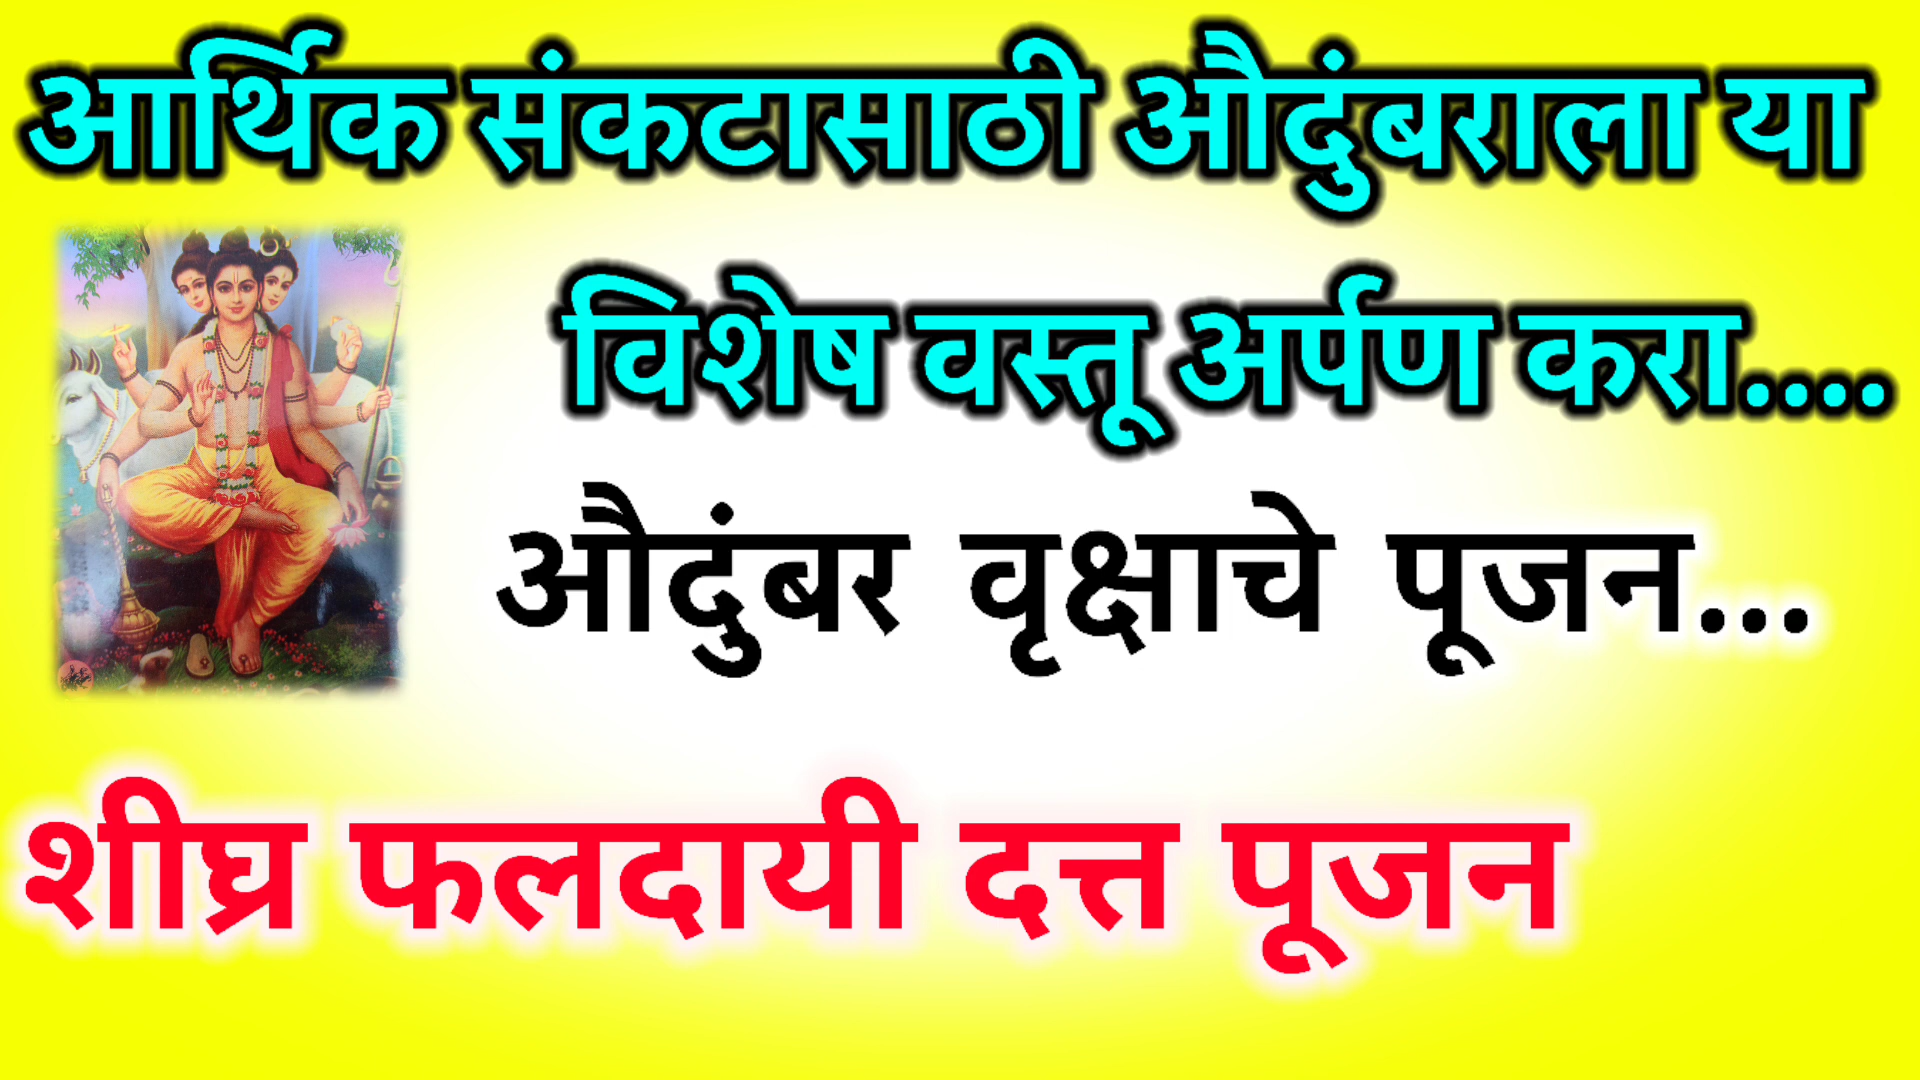 आर्थिक संकटासाठी औदुंबराला या
विशेष वस्तू अर्पण करा....
औदुंबर वृक्षाचे पूजन...
शीघ्र फलदायी दत्त पूजन